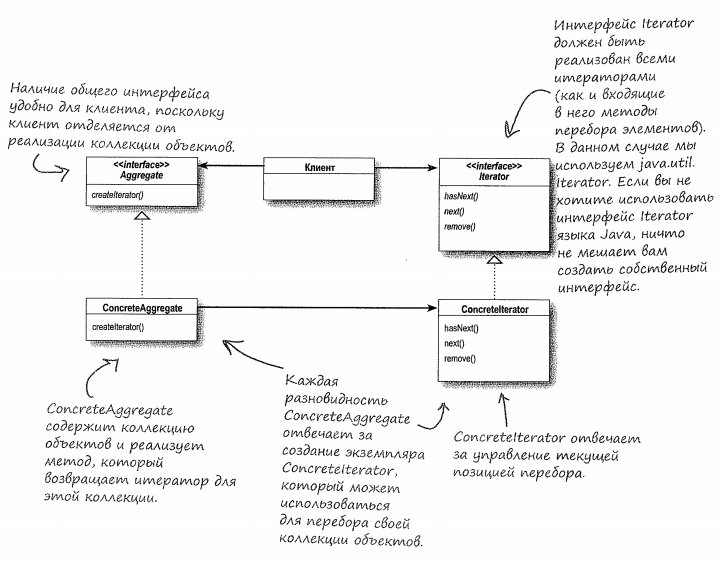 Интерфейс Iterator
должен быть
реализован всеми
итераторами
(как и входящие
в него методы
перебора элементов).
В данном случае мы
используем java.util.
Iterator. Если вы не
хотите использовать
интерфейс Iterator
языка Java, ничто
не мешает вам
создать собственный
интерфейс.
Наличие общего интерфейса
удобно для клиента, поскольку
клиент отделяется от
реализации коллекции объектов.
<<interface>>
Aggregate
createIterator()
Клиент
<<interface>>
Iterator
hasNext()
next()
remove()
ConcreteAggregate
createIterator()
ConcreteIterator
hasNext()
next()
remove()
ConcreteAggregate
содержит коллекцию
объектов и реализует
метод, который
возвращает итератор для
этой коллекции.
Каждая
разновидность
ConcreteAggregate
отвечает за
создание экземпляра
ConcreteIterator,
который может
использоваться
для перебора своей
коллекции объектов.
ConcreteIterator отвечает
за управление текущей
позицией перебора.